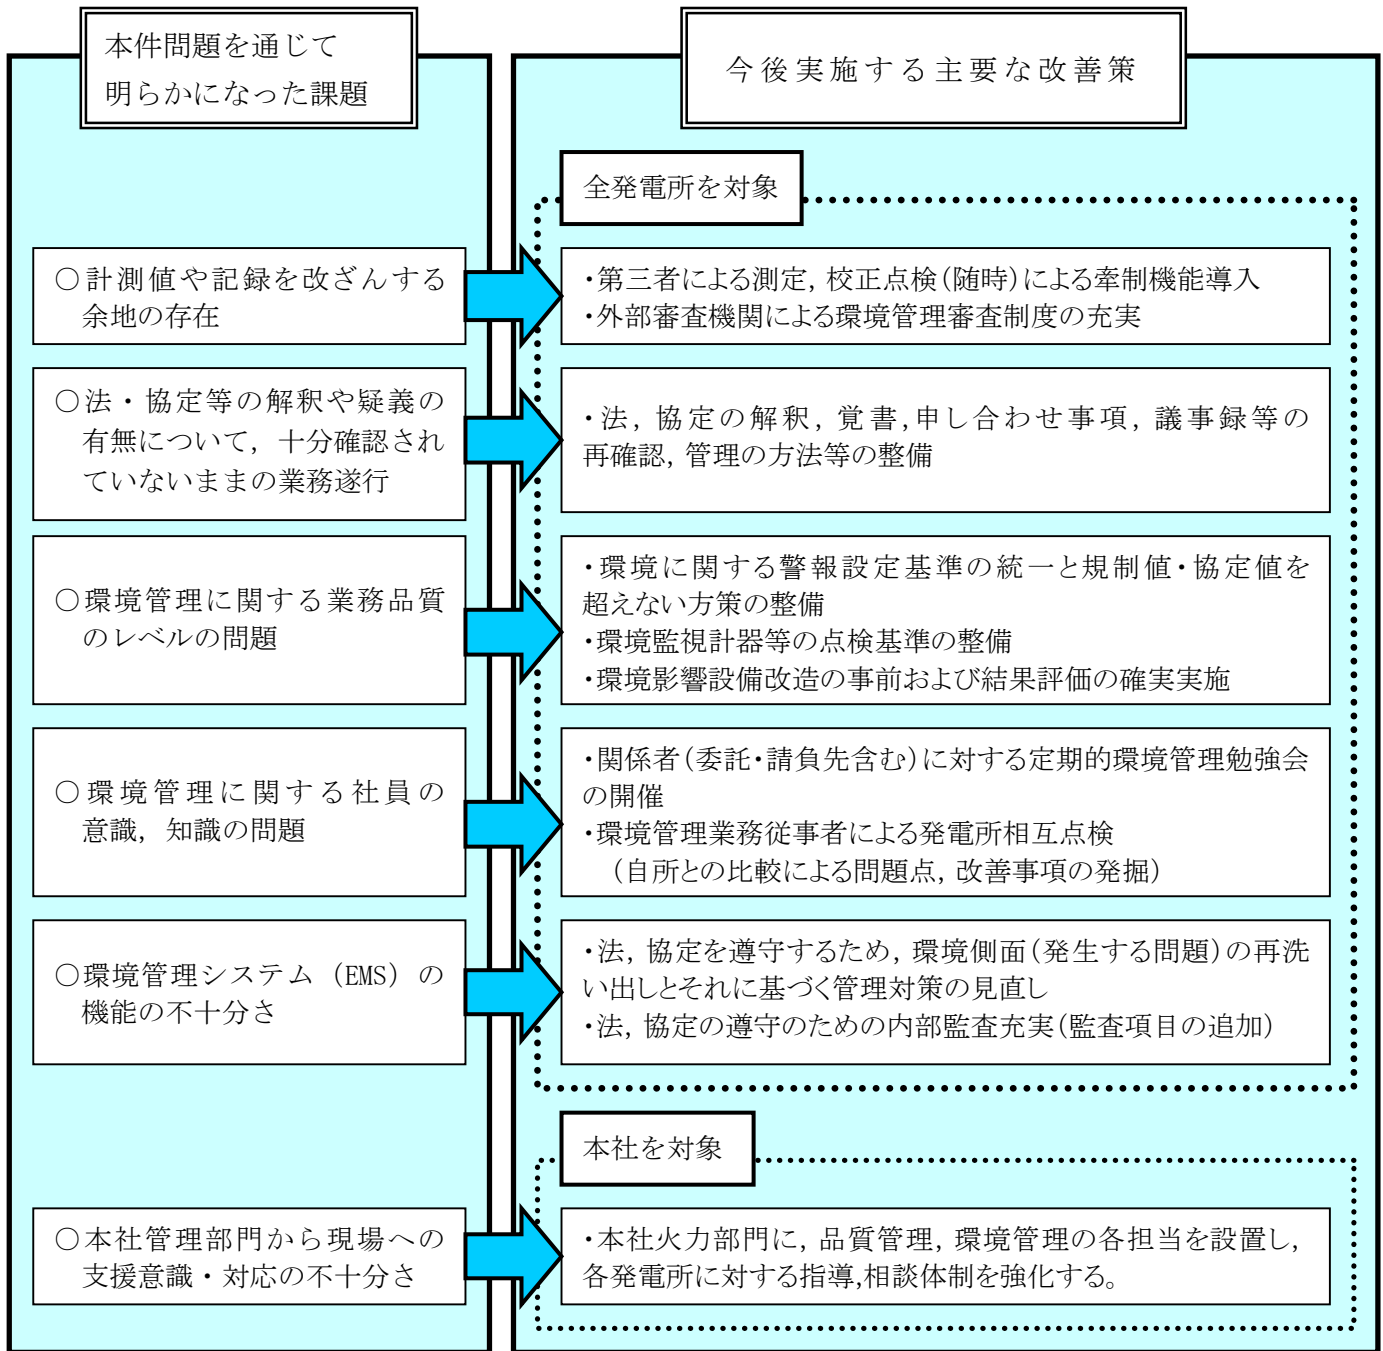 本件問題を通じて
明らかになった課題
今後実施する主要な改善策
全発電所を対象
○計測値や記録を改ざんする
余地の存在
・第三者による測定，校正点検（随時）による牽制機能導入
・外部審査機関による環境管理審査制度の充実
○法・協定等の解釈や疑義の
有無について，十分確認され
ていないままの業務遂行
・法，協定の解釈，覚書,申し合わせ事項，議事録等の
再確認，管理の方法等の整備
○環境管理に関する業務品質
のレベルの問題
・環境に関する警報設定基準の統一と規制値・協定値を
超えない方策の整備
・環境監視計器等の点検基準の整備
・環境影響設備改造の事前および結果評価の確実実施
○環境管理に関する社員の
意識，知識の問題
・関係者（委託・請負先含む）に対する定期的環境管理勉強会
の開催
・環境管理業務従事者による発電所相互点検
（自所との比較による問題点，改善事項の発掘）
○環境管理システム（EMS）の
機能の不十分さ
・法，協定を遵守するため，環境側面（発生する問題）の再洗
い出しとそれに基づく管理対策の見直し
・法，協定の遵守のための内部監査充実（監査項目の追加）
本社を対象
○本社管理部門から現場への
支援意識・対応の不十分さ
・本社火力部門に，品質管理，環境管理の各担当を設置し，
各発電所に対する指導,相談体制を強化する。